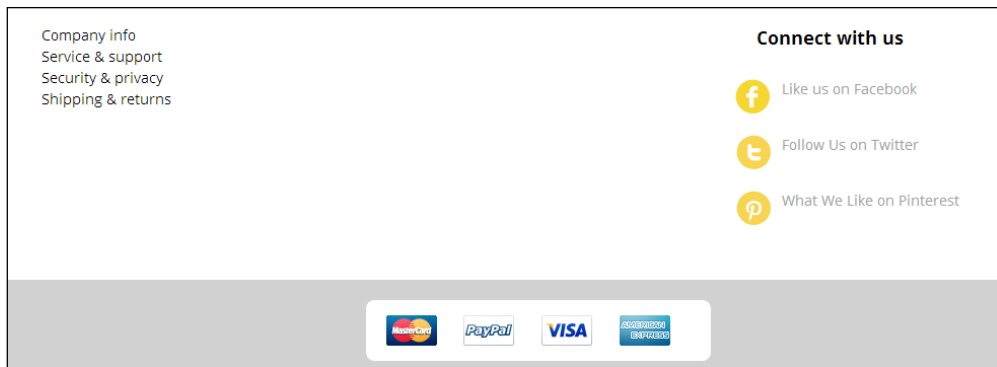 Company info
Service & support
Security & privacy
Shipping & returns
Connect with us
Like us on Facebook
Follow Us on Twitter
What We Like on Pinterest
MasterCard PayPal VISA AMERICAN EXPRESS